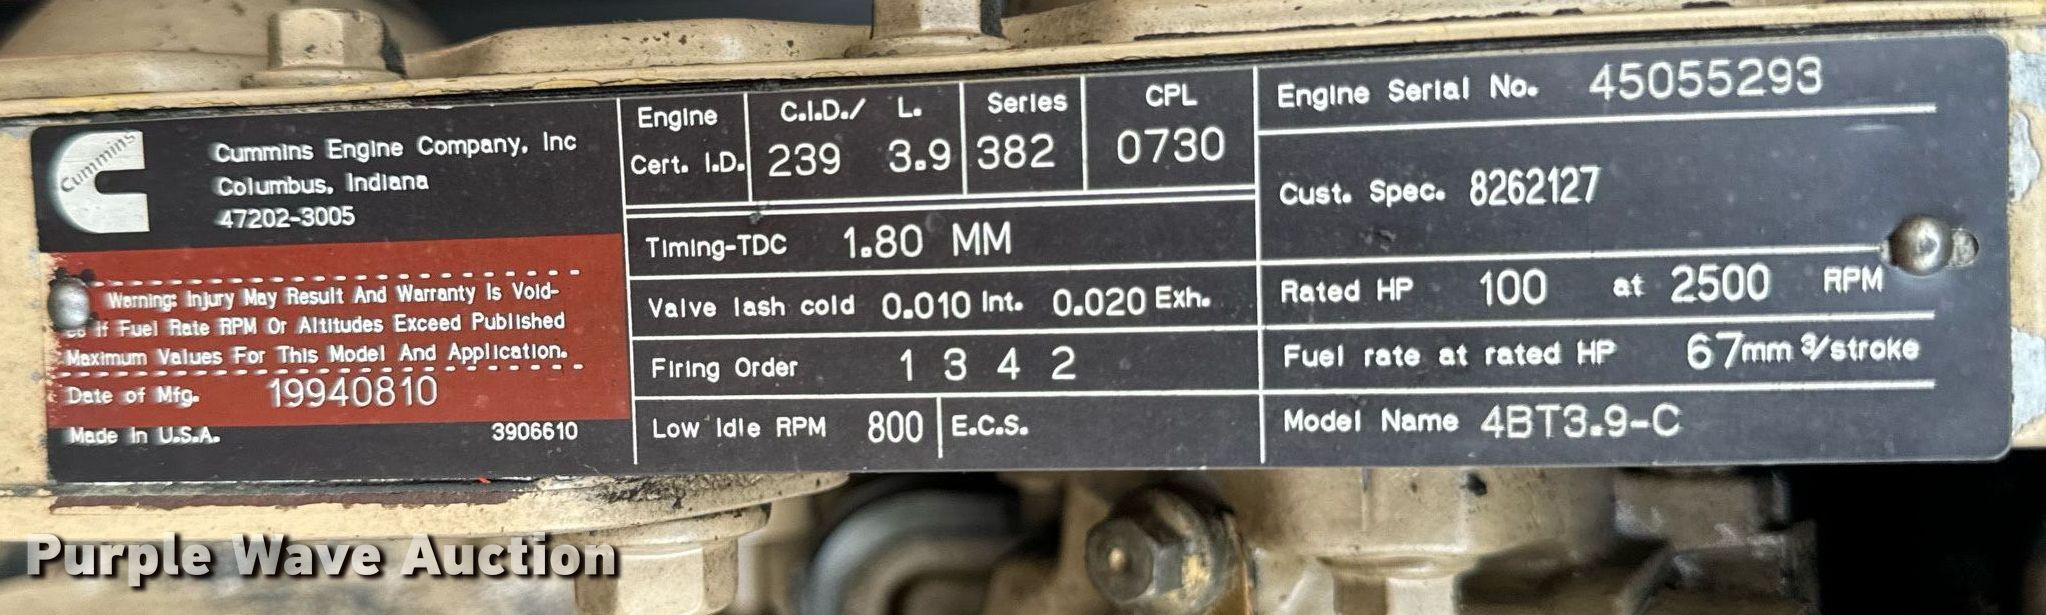 Cummins
Cummins Engine Company, Inc
Columbus, Indiana
47202-3005
Warning: Injury May Result And Warranty Is Void-
ed If Fuel Rate RPM Or Altitudes Exceed Published
Maximum Values For This Model And Application.
Date of Mfg. 19940810
Made In U.S.A. 3906610
Engine
Cert. I.D.
C.I.D./ L.
239 3.9
Series
382
CPL
0730
Timing-TDC 1.80 MM
Valve lash cold 0.010 Int. 0.020 Exh.
Firing Order 1 3 4 2
Low Idle RPM 800 E.C.S.
Engine Serial No. 45055293
Cust. Spec. 8262127
Rated HP 100 at 2500 RPM
Fuel rate at rated HP 67mm ³/stroke
Model Name 4BT3.9-C
Purple Wave Auction